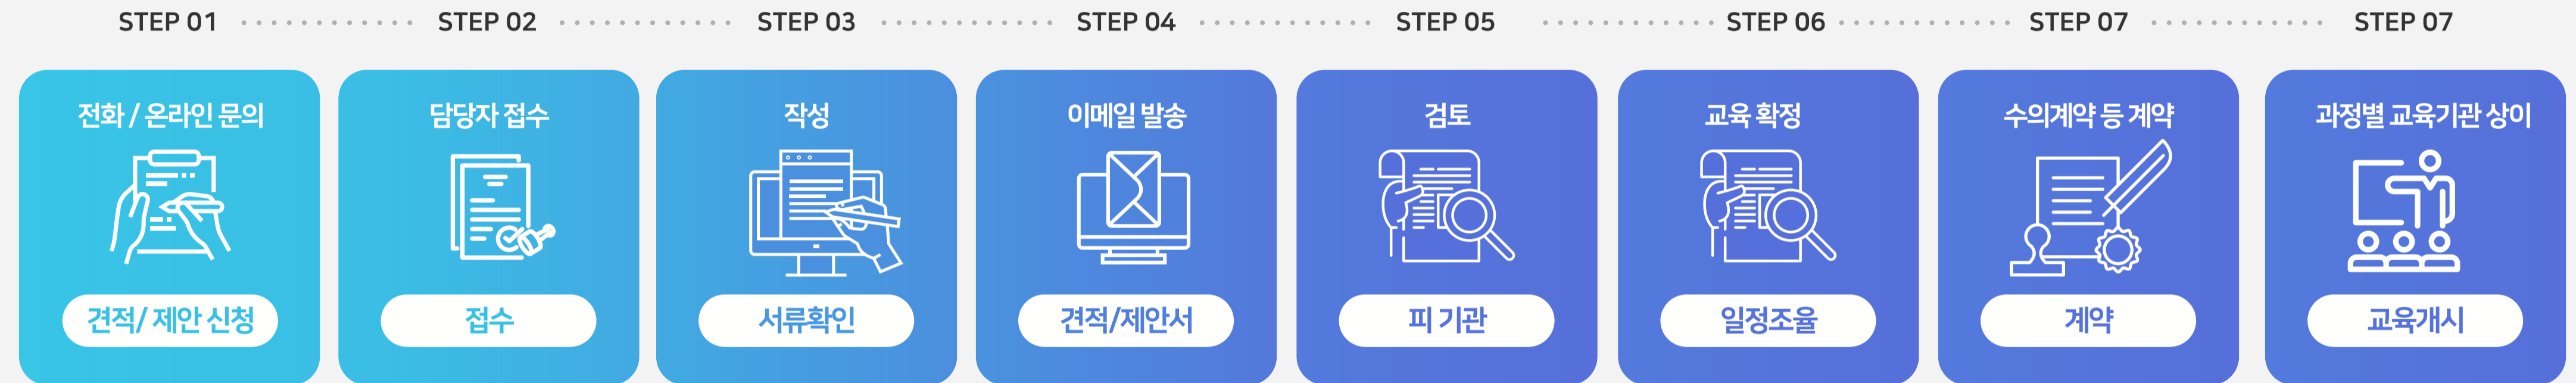 STEP 01
STEP 02
STEP 03
STEP 04
STEP 05
STEP 06
STEP 07
STEP 07
전화 / 온라인 문의
견적/ 제안 신청
담당자 접수
접수
작성
서류확인
이메일 발송
견적/제안서
검토
피 기관
교육 확정
일정조율
수의계약 등 계약
계약
과정별 교육기관 상이
교육개시